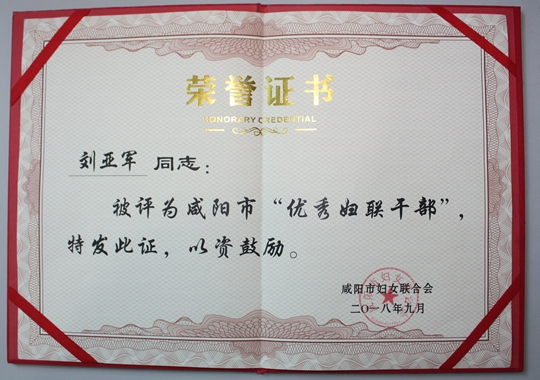 荣誉证书
HONORARY CREDENTIAL
刘亚军 同志：
被评为咸阳市“优秀妇联干部”，
特发此证，以资鼓励。
咸阳市妇女联合会
二〇一八年九月